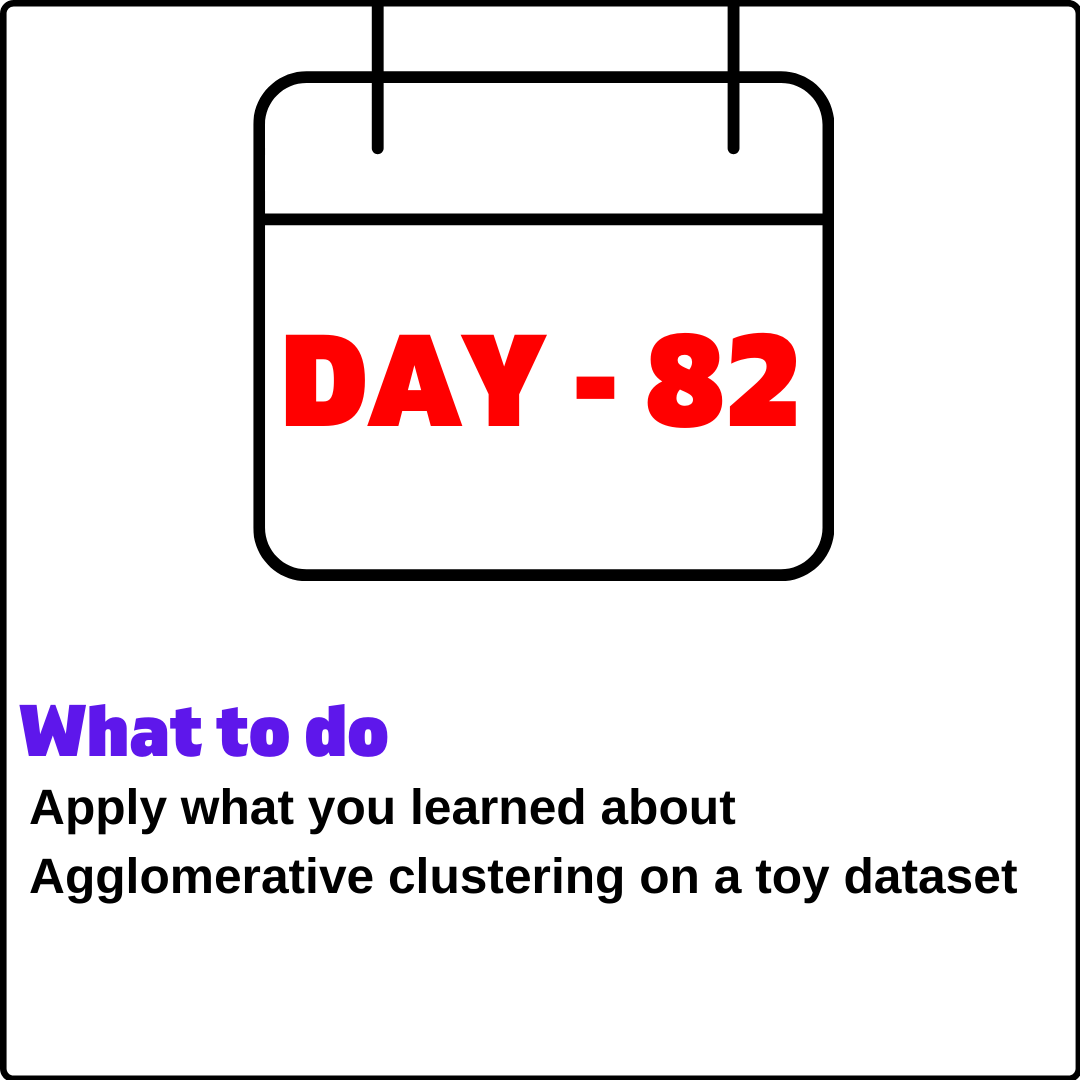 DAY - 82
What to do
Apply what you learned about
Agglomerative clustering on a toy dataset